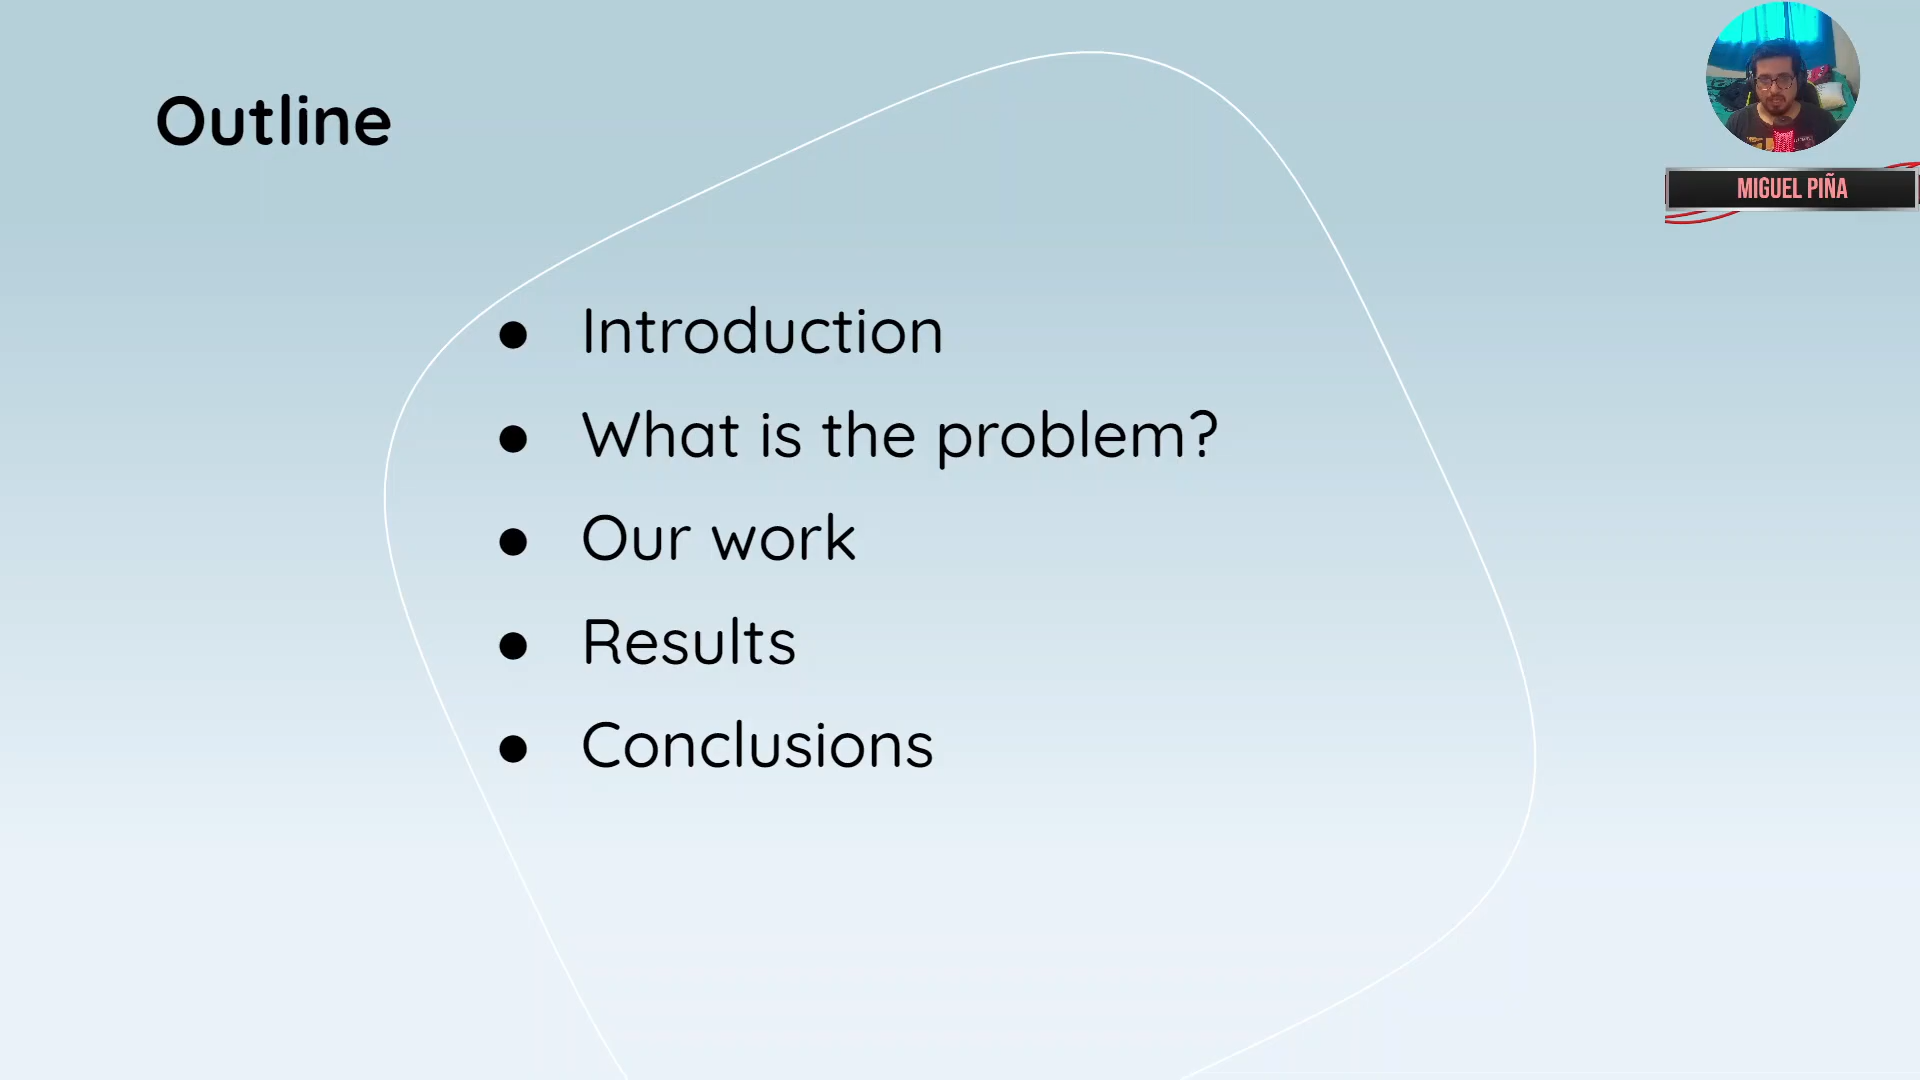 Outline
MIGUEL PIÑA
● Introduction
● What is the problem?
● Our work
● Results
● Conclusions